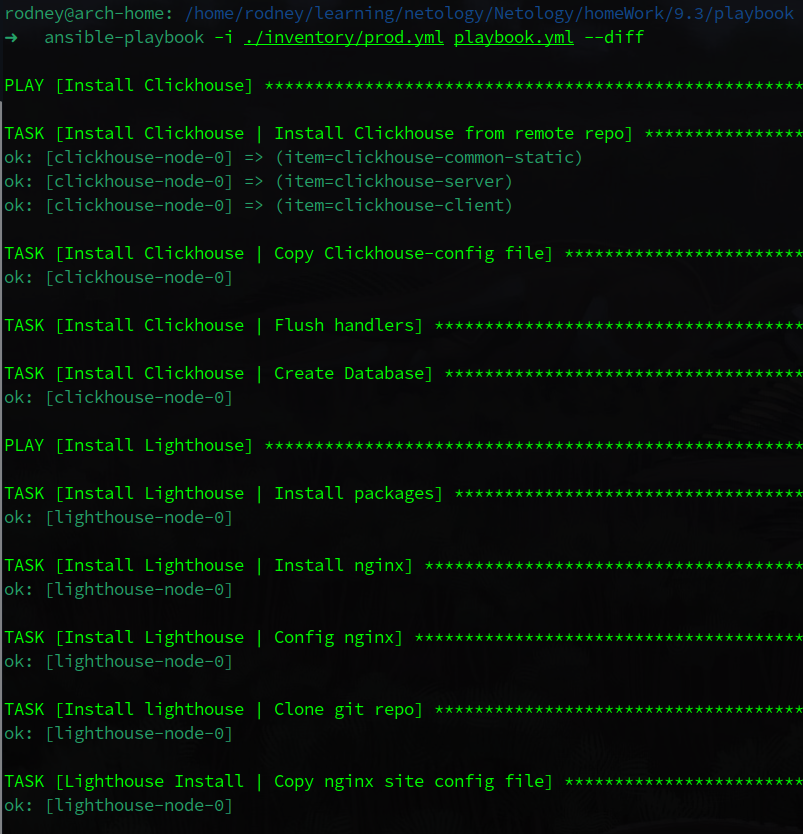 rodney@arch-home: /home/rodney/learning/netology/Netology/homeWork/9.3/playbook
➜ ansible-playbook -i ./inventory/prod.yml playbook.yml --diff
PLAY [Install Clickhouse] ******************************************************
TASK [Install Clickhouse | Install Clickhouse from remote repo] ****************
ok: [clickhouse-node-0] => (item=clickhouse-common-static)
ok: [clickhouse-node-0] => (item=clickhouse-server)
ok: [clickhouse-node-0] => (item=clickhouse-client)
TASK [Install Clickhouse | Copy Clickhouse-config file] ************************
ok: [clickhouse-node-0]
TASK [Install Clickhouse | Flush handlers] *************************************
TASK [Install Clickhouse | Create Database] ************************************
ok: [clickhouse-node-0]
PLAY [Install Lighthouse] ******************************************************
TASK [Install Lighthouse | Install packages] ***********************************
ok: [lighthouse-node-0]
TASK [Install Lighthouse | Install nginx] **************************************
ok: [lighthouse-node-0]
TASK [Install Lighthouse | Config nginx] ***************************************
ok: [lighthouse-node-0]
TASK [Install lighthouse | Clone git repo] *************************************
ok: [lighthouse-node-0]
TASK [Lighthouse Install | Copy nginx site config file] ************************
ok: [lighthouse-node-0]